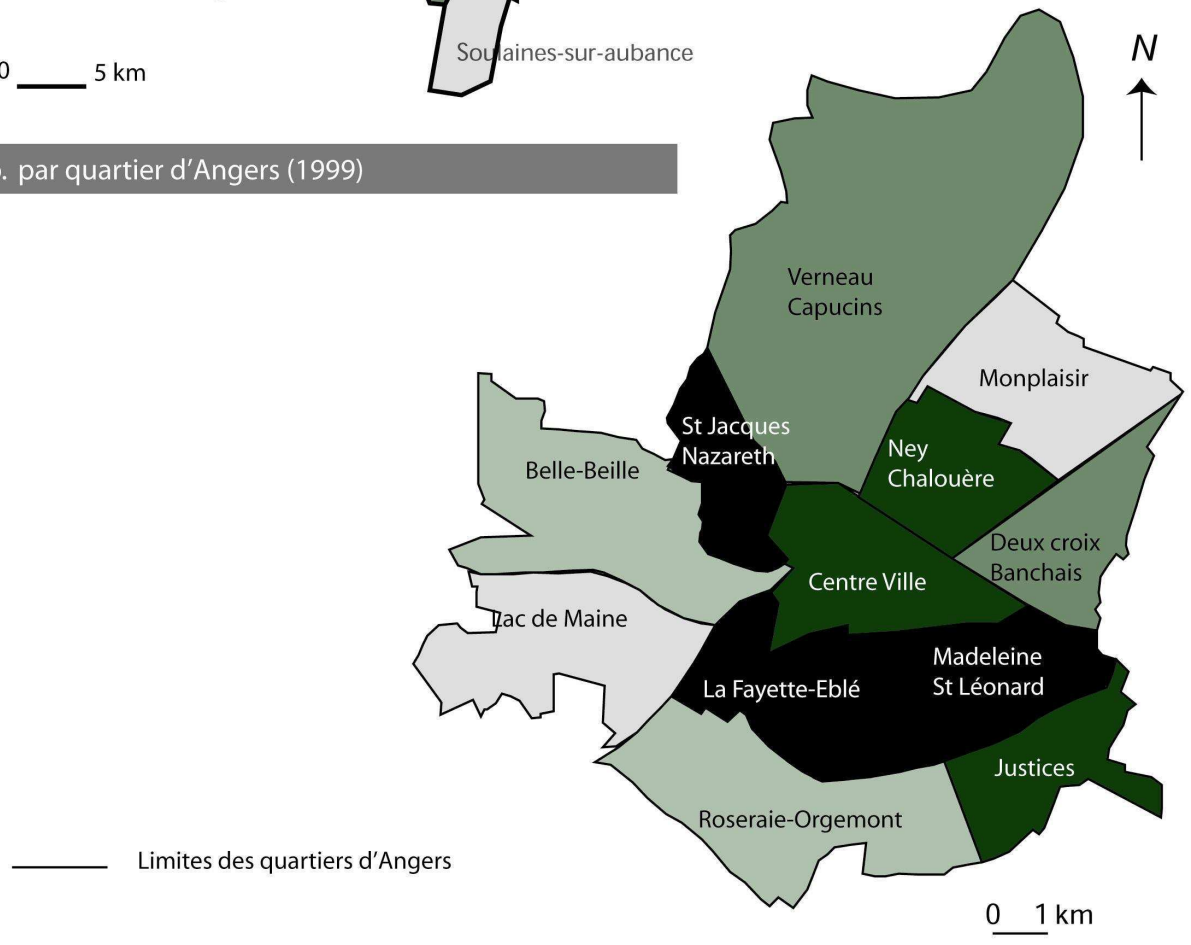 Soulaines-sur-aubance
0 5 km
N
. par quartier d’Angers (1999)
Verneau
Capucins
Monplaisir
St Jacques
Nazareth
Ney
Chalouère
Belle-Beille
Deux croix
Banchais
Centre Ville
Lac de Maine
Madeleine
St Léonard
La Fayette-Eblé
Justices
Roseraie-Orgemont
Limites des quartiers d’Angers
0 1 km